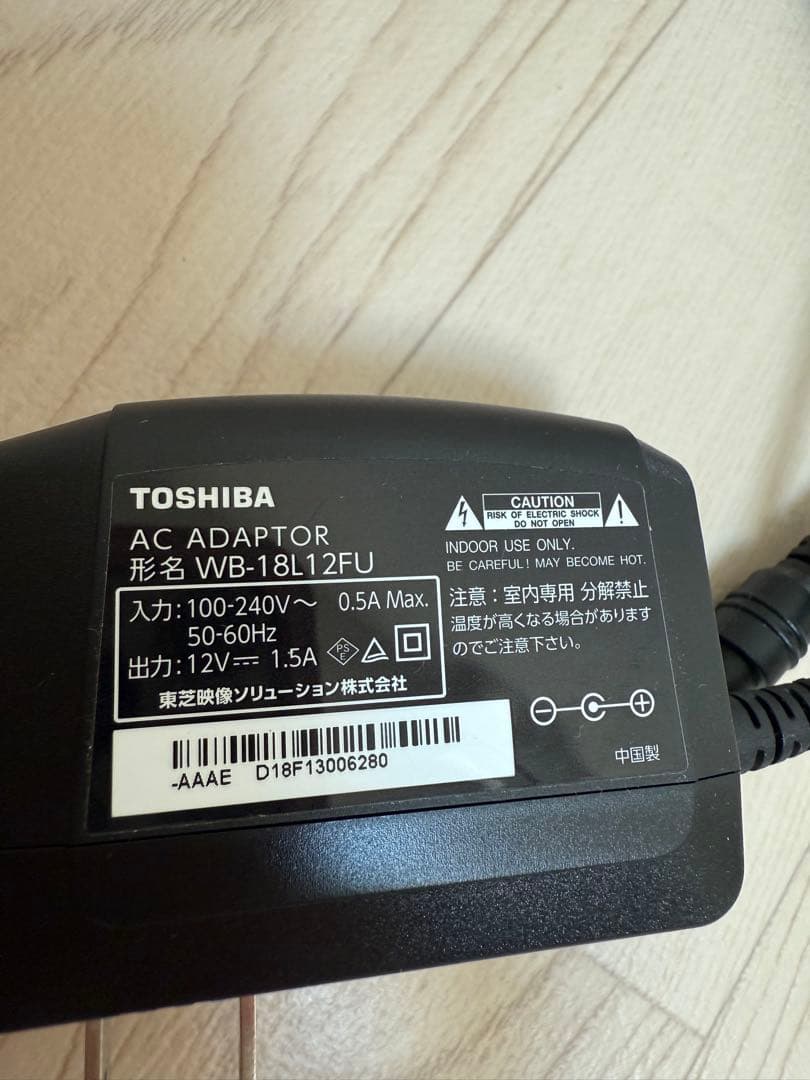 TOSHIBA
AC ADAPTOR
形名 WB-18L12FU
入力:100-240V～ 0.5A Max.
50-60Hz
出力:12V⎓ 1.5A
PS
E
東芝映像ソリューション株式会社
-AAAE D18F13006280
CAUTION
RISK OF ELECTRIC SHOCK
DO NOT OPEN
INDOOR USE ONLY.
BE CAREFUL! MAY BECOME HOT.
注意:室内専用 分解禁止
温度が高くなる場合があります
のでご注意下さい。
中国製